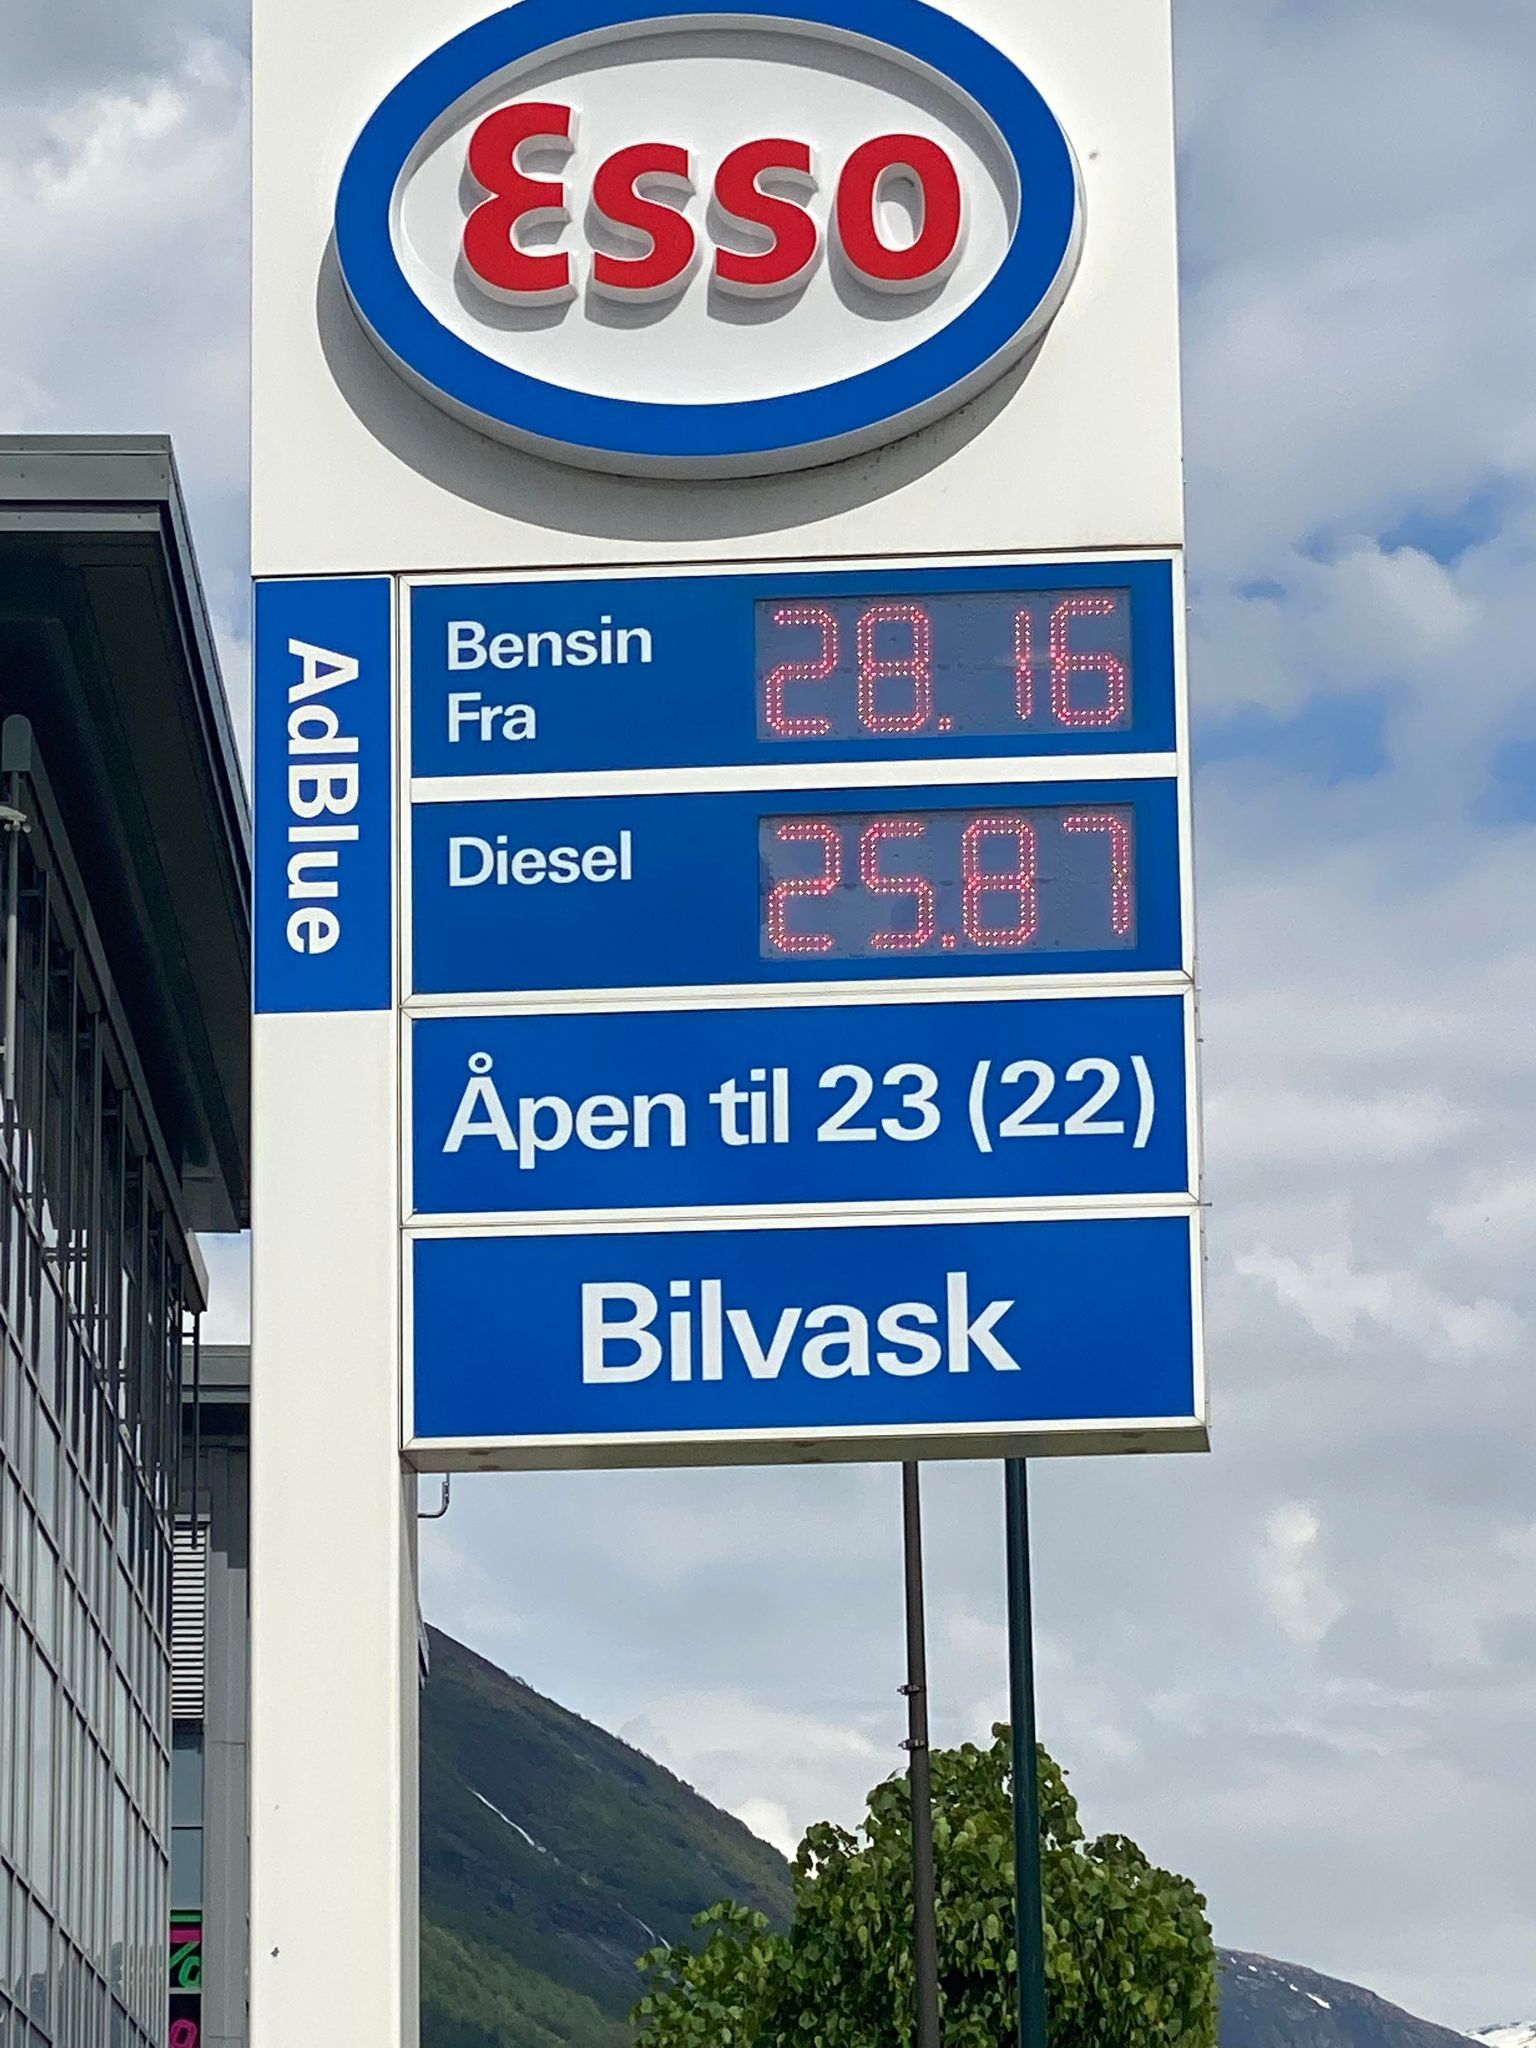 Esso
AdBlue
Bensin 28.16
Fra
Diesel 25.87
Åpen til 23 (22)
Bilvask